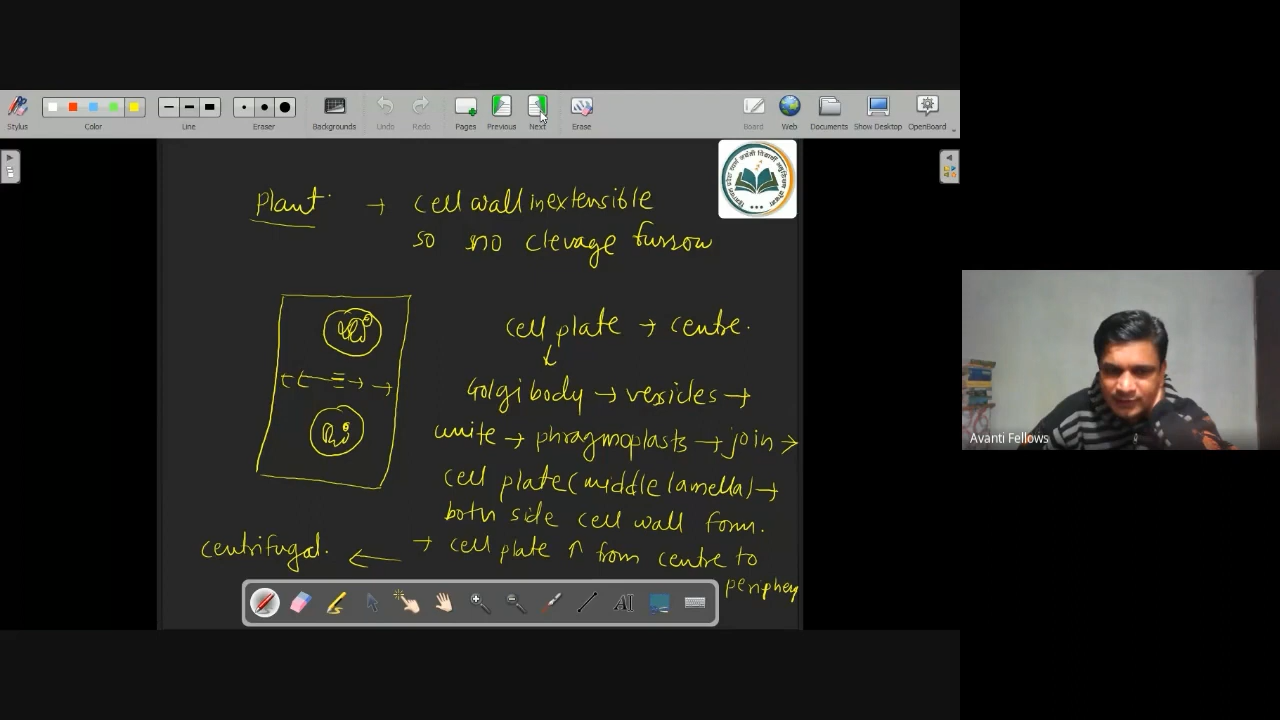 Stylus
Color
Line
Eraser
Backgrounds
Undo
Redo
Pages
Previous
Next
Erase
Board
Web
Documents
Show Desktop
OpenBoard
Plant → cell wall inextensible
so no clevage furrow
cell plate → centre.
Golgi body → vessicles →
unite → phragmoplasts → join →
cell plate (middle lamella) →
both side cell wall form.
→ cell plate ↑ from centre to
periphery
centrifugal. ←
Avanti Fellows